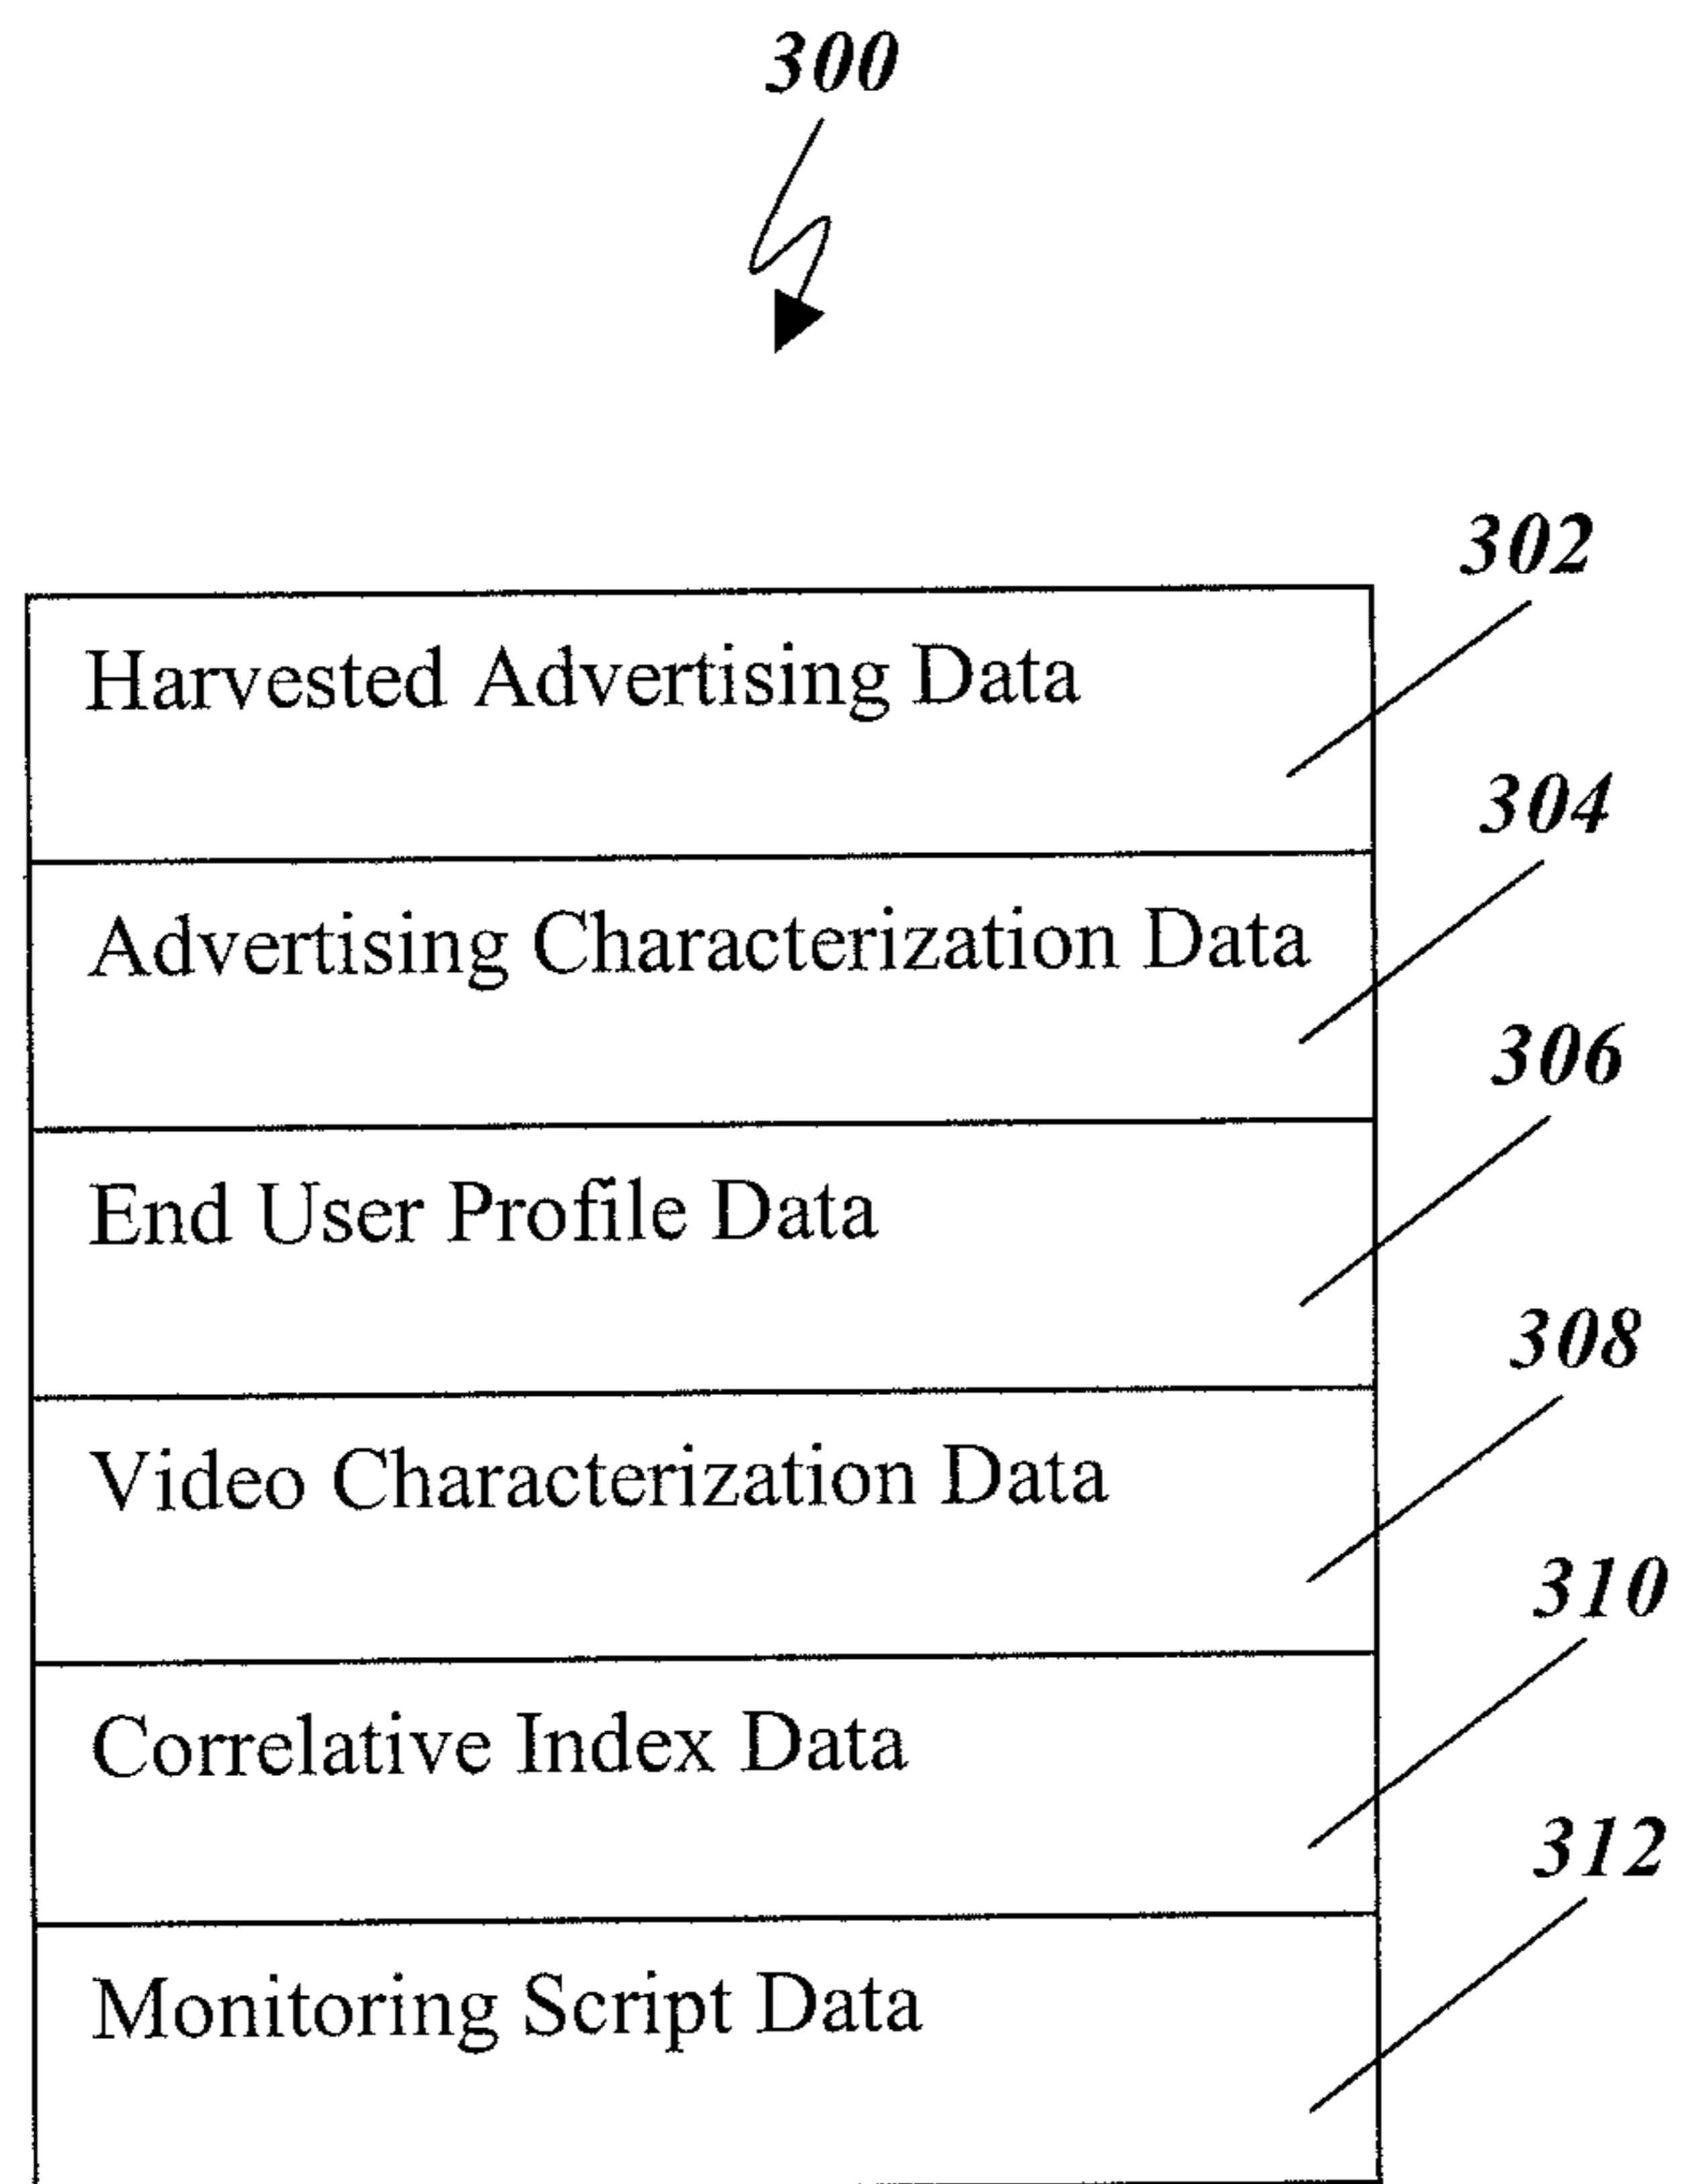 300
302
Harvested Advertising Data
304
Advertising Characterization Data
306
End User Profile Data
308
Video Characterization Data
310
Correlative Index Data
312
Monitoring Script Data